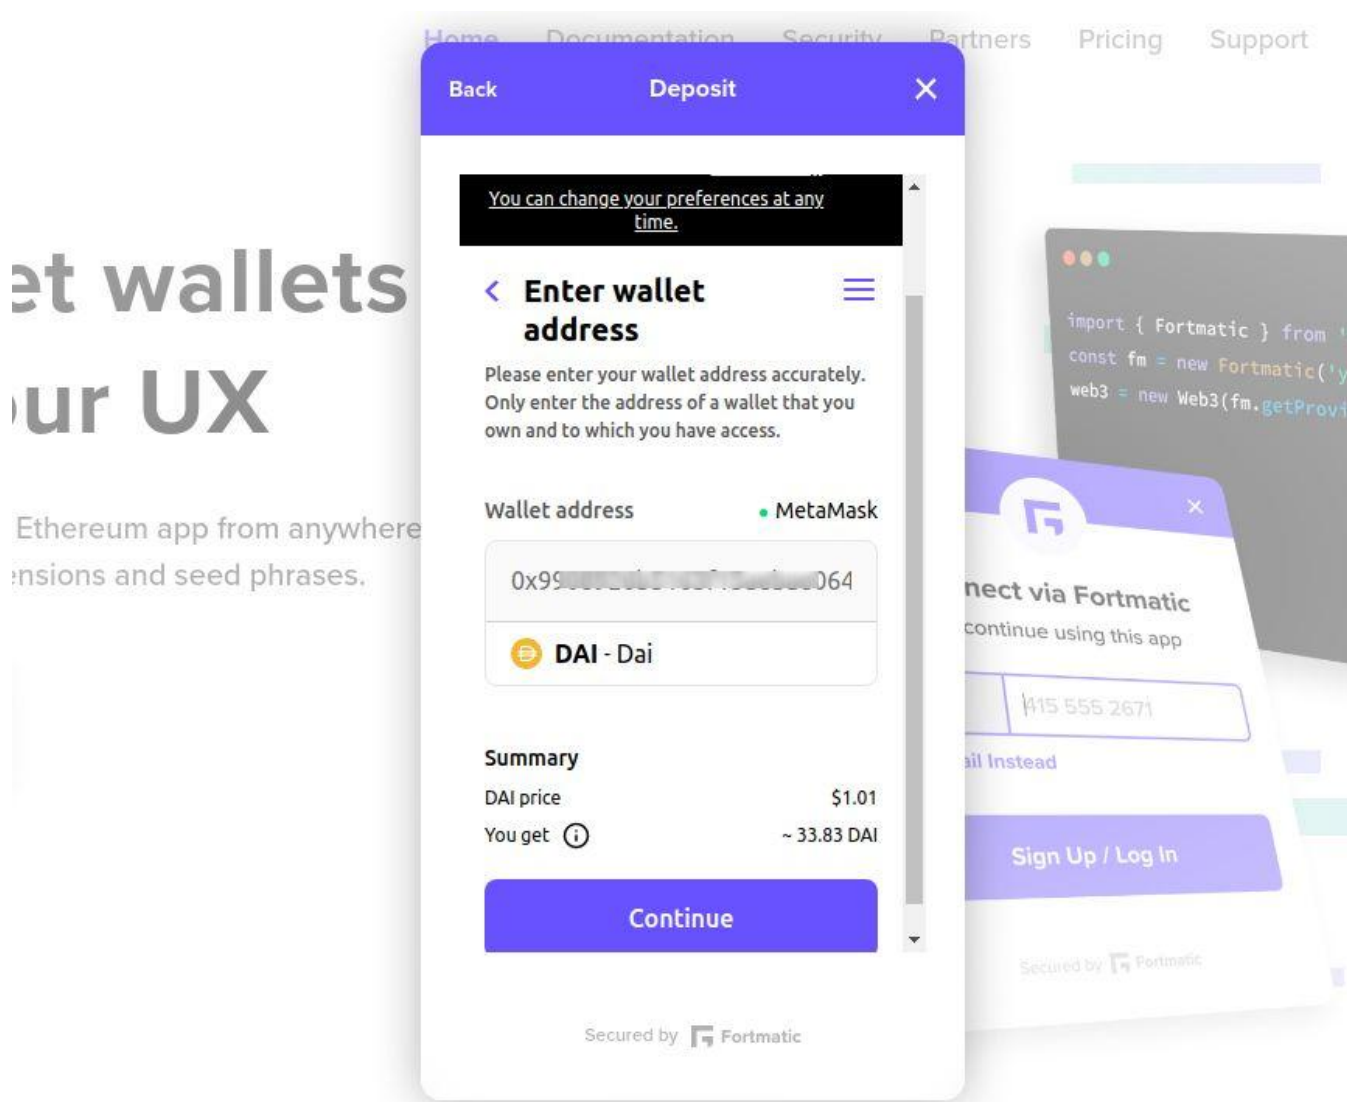 Home Documentation Security Partners Pricing Support
Back Deposit
You can change your preferences at any
time.
Enter wallet
address
Please enter your wallet address accurately.
Only enter the address of a wallet that you
own and to which you have access.
Wallet address MetaMask
0x99 064
DAI - Dai
Summary
DAI price $1.01
You get ~ 33.83 DAI
Continue
Secured by Fortmatic
et wallets
ur UX
Ethereum app from anywhere
ensions and seed phrases.
import { Fortmatic } from '
const fm = new Fortmatic('y
web3 = new Web3(fm.getProvi
nect via Fortmatic
continue using this app
415 555 2671
ail Instead
Sign Up / Log In
Secured by Fortmatic